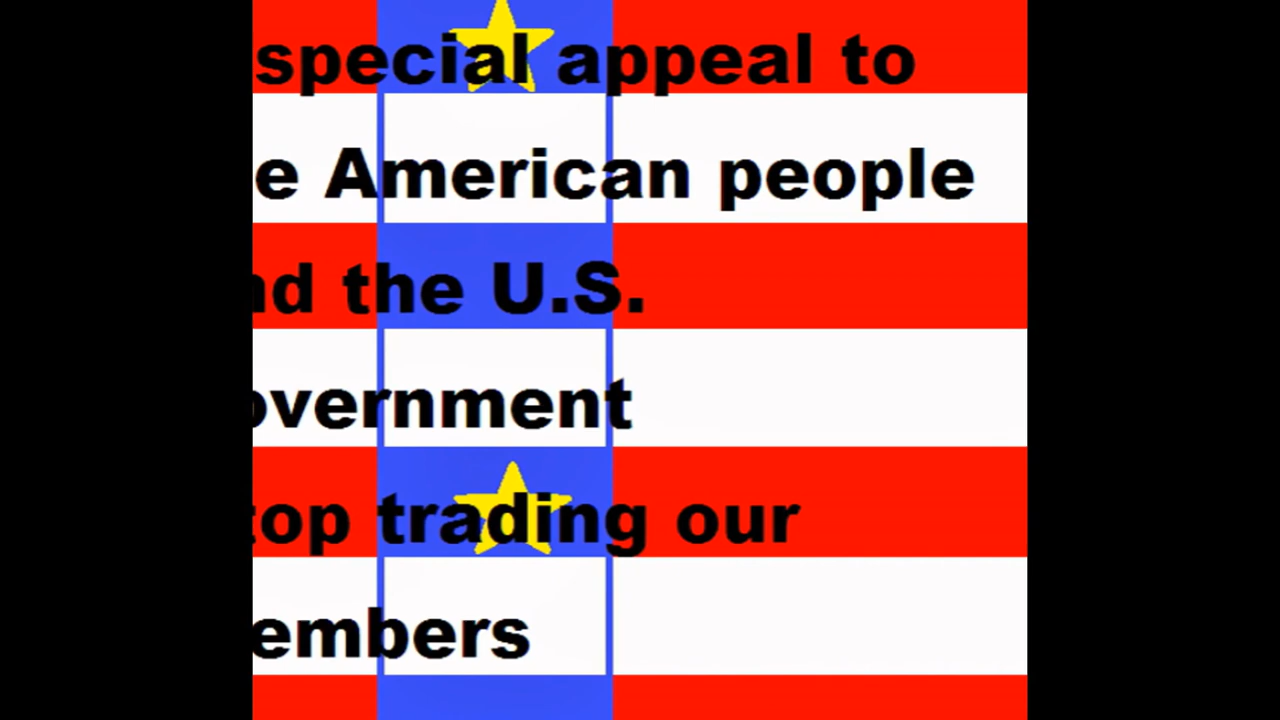 special appeal to
e American people
nd the U.S.
overnment
top trading our
embers